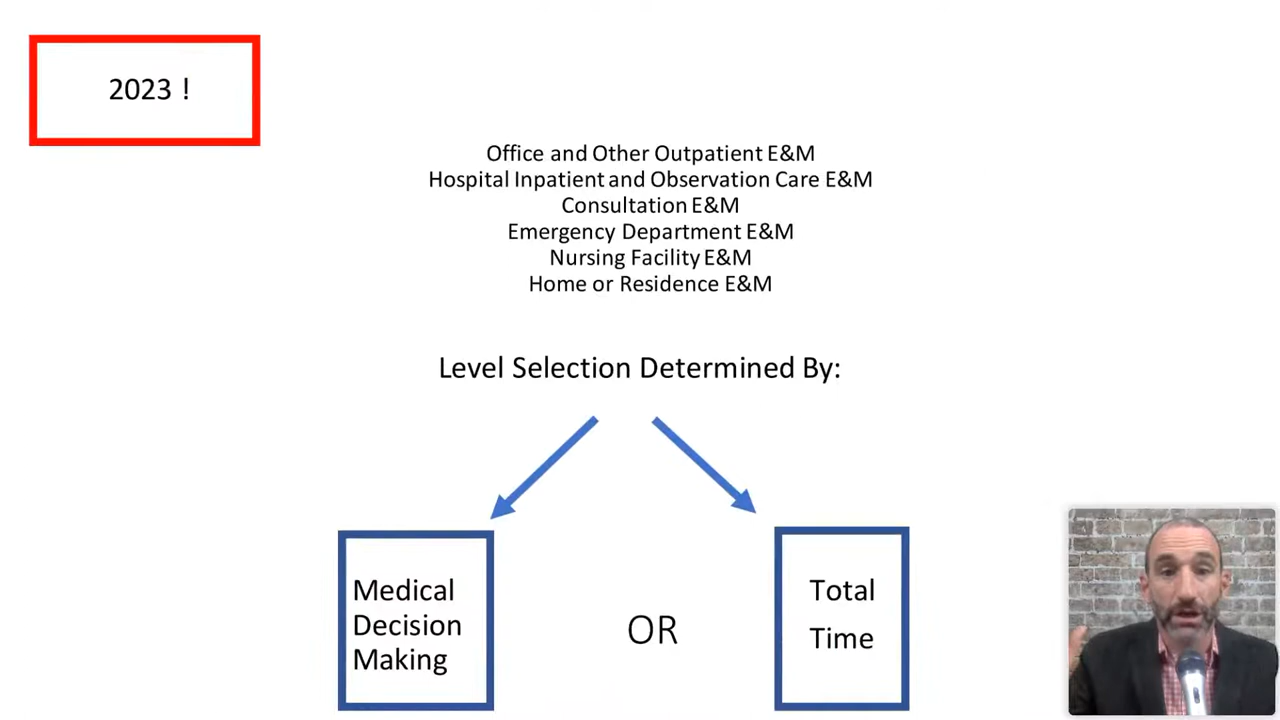 2023 !
Office and Other Outpatient E&M
Hospital Inpatient and Observation Care E&M
Consultation E&M
Emergency Department E&M
Nursing Facility E&M
Home or Residence E&M
Level Selection Determined By:
Medical
Decision
Making
OR
Total
Time